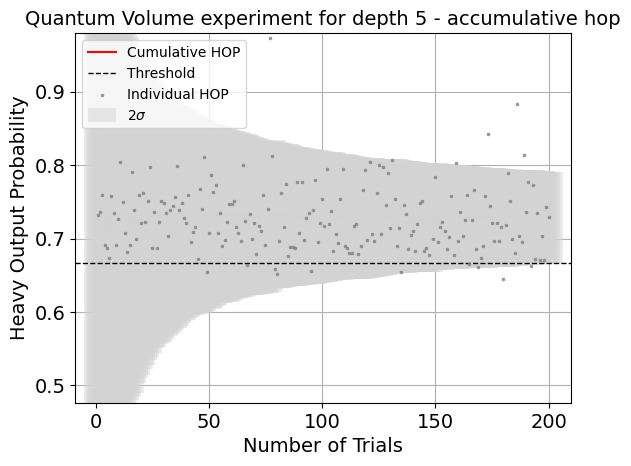 Quantum Volume experiment for depth 5 - accumulative hop
Cumulative HOP
Threshold
Individual HOP
2σ
Heavy Output Probability
0.9
0.8
0.7
0.6
0.5
0
50
100
150
200
Number of Trials